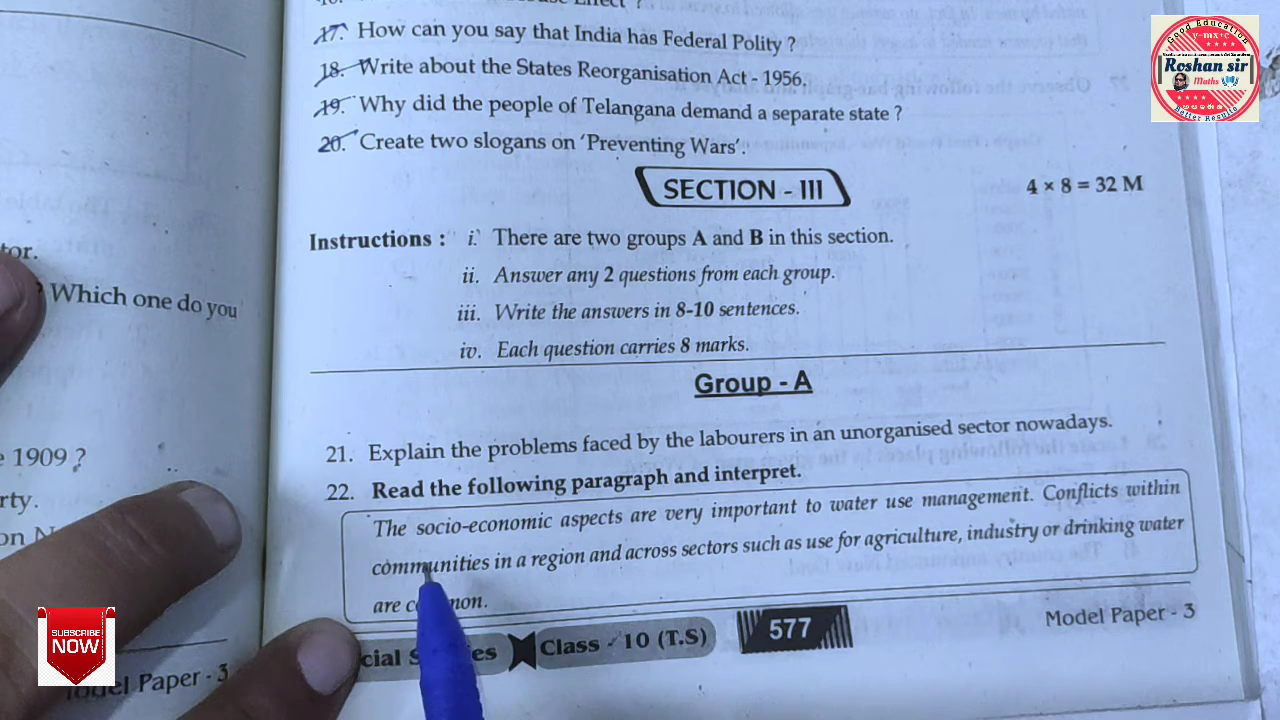 17. How can you say that India has Federal Polity ?
18. Write about the States Reorganisation Act - 1956.
19. Why did the people of Telangana demand a separate state ?
20. Create two slogans on 'Preventing Wars'.
SECTION - III
4 × 8 = 32 M
Instructions : i. There are two groups A and B in this section.
ii. Answer any 2 questions from each group.
iii. Write the answers in 8-10 sentences.
iv. Each question carries 8 marks.
Group - A
21. Explain the problems faced by the labourers in an unorganised sector nowadays.
22. Read the following paragraph and interpret.
The socio-economic aspects are very important to water use management. Conflicts within
communities in a region and across sectors such as use for agriculture, industry or drinking water
are
Class - 10 (T.S)
577
Model Paper - 3
tor.
? Which one do you
1909 ?
rty.
Paper - 3
Good Education
v-mx+c
Roshan sir
Maths
Better Results
SUBSCRIBE
NOW